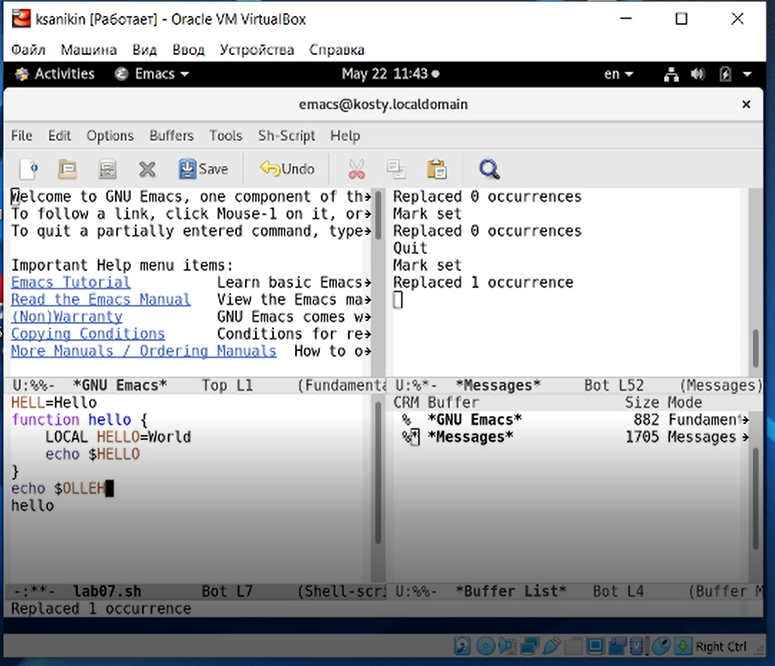 ksanikin [Работает] - Oracle VM VirtualBox
Файл Машина Вид Ввод Устройства Справка
Activities Emacs May 22 11:43 en
emacs@kosty.localdomain
File Edit Options Buffers Tools Sh-Script Help
Save Undo
Welcome to GNU Emacs, one component of th
To follow a link, click Mouse-1 on it, or
To quit a partially entered command, type
Important Help menu items:
Emacs Tutorial Learn basic Emacs
Read the Emacs Manual View the Emacs ma
(Non)Warranty GNU Emacs comes w
Copying Conditions Conditions for re
More Manuals / Ordering Manuals How to o
U:%%- *GNU Emacs* Top L1 (Fundamenta
Replaced 0 occurrences
Mark set
Replaced 0 occurrences
Quit
Mark set
Replaced 1 occurrence
U:%*- *Messages* Bot L52 (Messages)
HELL=Hello
function hello {
LOCAL HELLO=World
echo $HELLO
}
echo $OLLEH
hello
-:**- lab07.sh Bot L7 (Shell-scri
CRM Buffer Size Mode
% *GNU Emacs* 882 Fundament
%* *Messages* 1705 Messages
U:%%- *Buffer List* Bot L4 (Buffer M
Replaced 1 occurrence
Right Ctrl